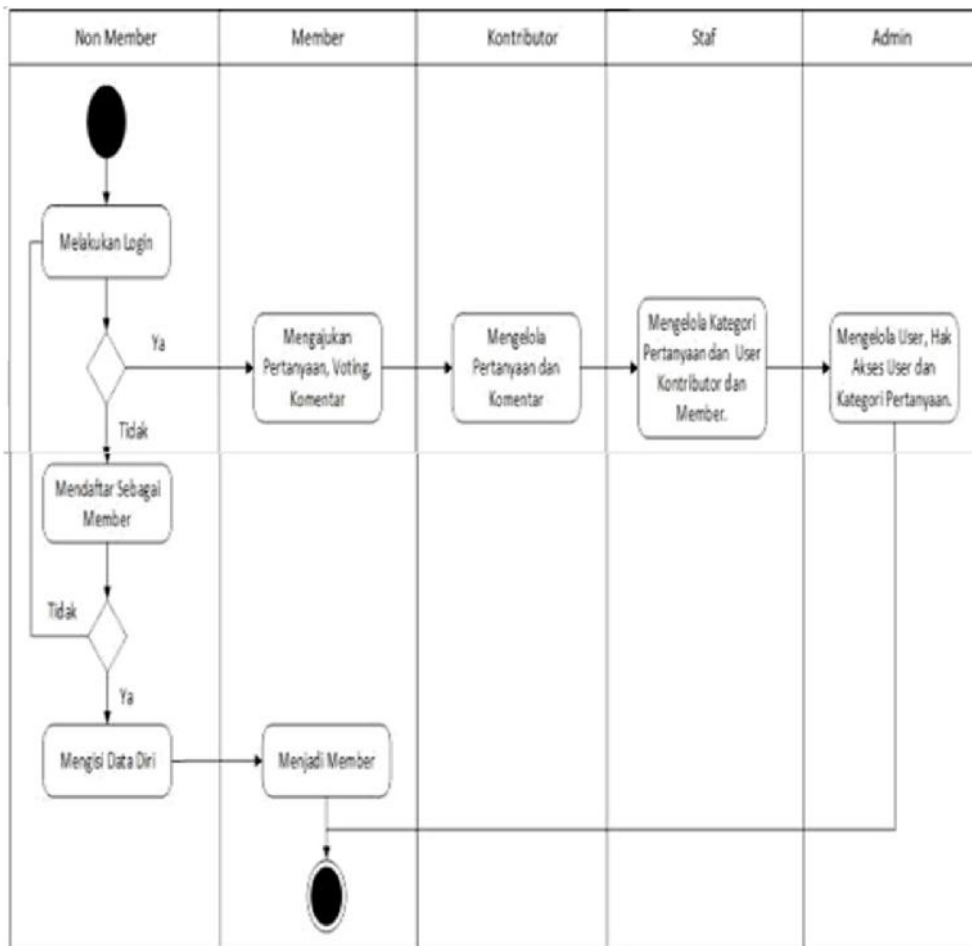 Non Member
Member
Kontributor
Staf
Admin
Melakukan Login
Ya
Mengajukan
Pertanyaan, Voting,
Komentar
Mengelola
Pertanyaan dan
Komentar
Mengelola Kategori
Pertanyaan dan User
Kontributor dan
Member.
Mengelola User, Hak
Akses User dan
Kategori Pertanyaan.
Tidak
Mendaftar Sebagai
Member
Tidak
Ya
Mengisi Data Diri
Menjadi Member